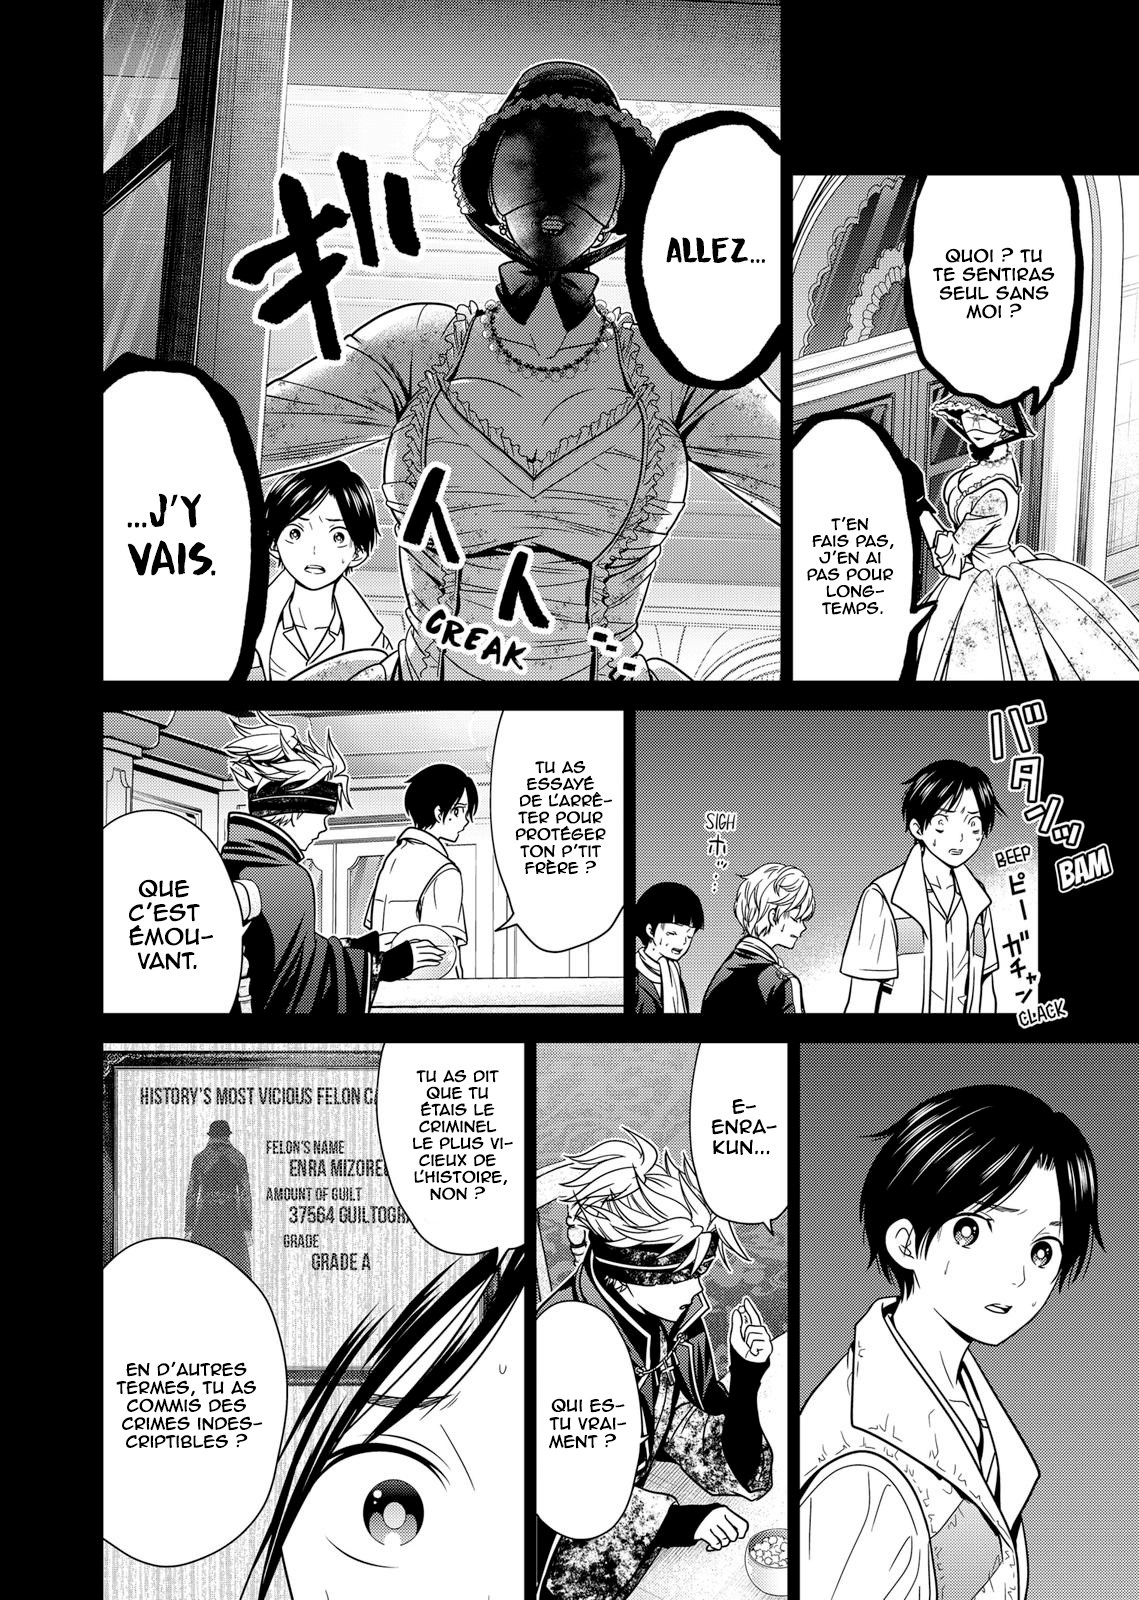 QUOI ? TU
TE SENTIRAS
SEUL SANS
MOI ?
T'EN
FAIS PAS,
J'EN AI
PAS POUR
LONG-
TEMPS.
ALLEZ...
...J'Y
VAIS.
ギ
イイ...
CREAK
バタンッ
BAM
BEEP
ピー
ガチャン
CLACK
SIGH
ホッ...
TU AS
ESSAYÉ
DE L'ARRÊ-
TER POUR
PROTÉGER
TON P'TIT
FRÈRE ?
QUE
C'EST
ÉMOU-
VANT.
E-
ENRA-
KUN...
QUI ES-
TU VRAI-
MENT ?
TU AS DIT
QUE TU
ÉTAIS LE
CRIMINEL
LE PLUS VI-
CIEUX DE
L'HISTOIRE,
NON ?
HISTORY'S MOST VICIOUS FELON CA
FELON'S NAME
ENRA MIZORE
AMOUNT OF GUILT
37564 GUILTOGRA
GRADE
GRADE A
EN D'AUTRES
TERMES, TU AS
COMMIS DES
CRIMES INDES-
CRIPTIBLES ?